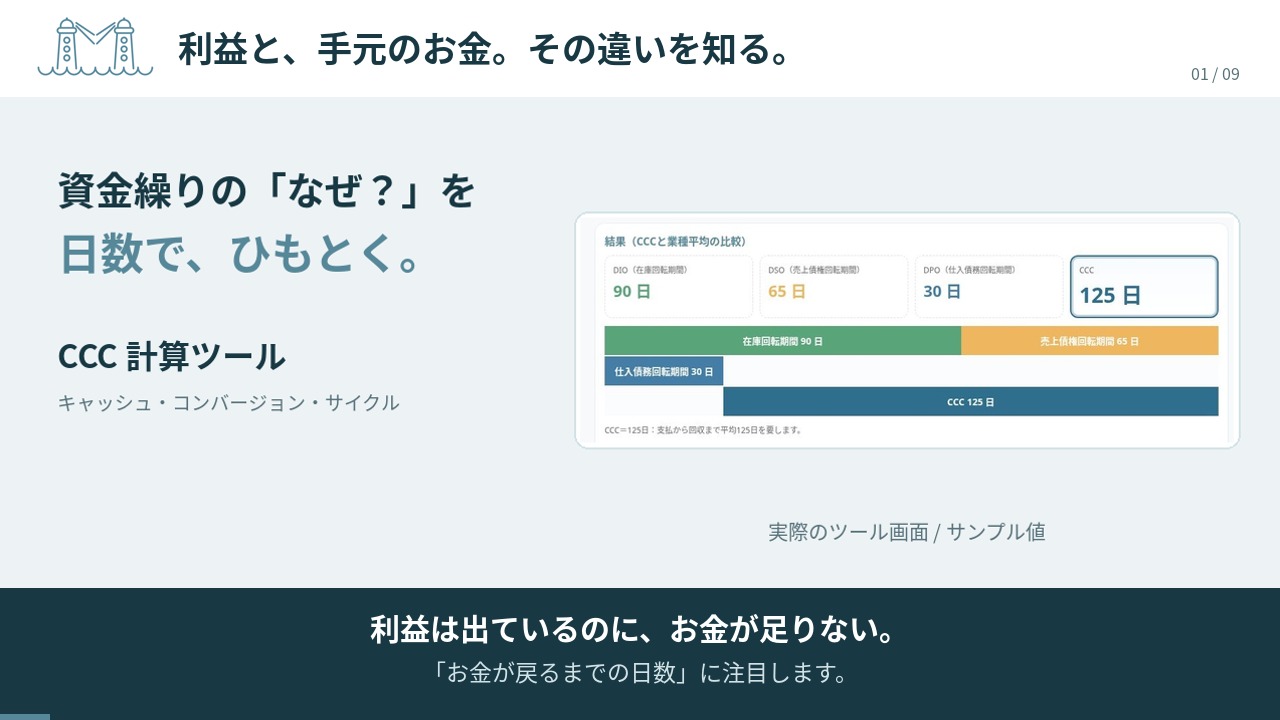 利益と、手元のお金。その違いを知る。
01 / 09
資金繰りの「なぜ？」を
日数で、ひもとく。
CCC 計算ツール
キャッシュ・コンバージョン・サイクル
結果（CCCと業種平均の比較）
DIO（在庫回転期間）
90 日
DSO（売上債権回転期間）
65 日
DPO（仕入債務回転期間）
30 日
CCC
125 日
在庫回転期間 90 日
売上債権回転期間 65 日
仕入債務回転期間 30 日
CCC 125 日
CCC＝125日：支払から回収まで平均125日を要します。
実際のツール画面 / サンプル値
利益は出ているのに、お金が足りない。
「お金が戻るまでの日数」に注目します。